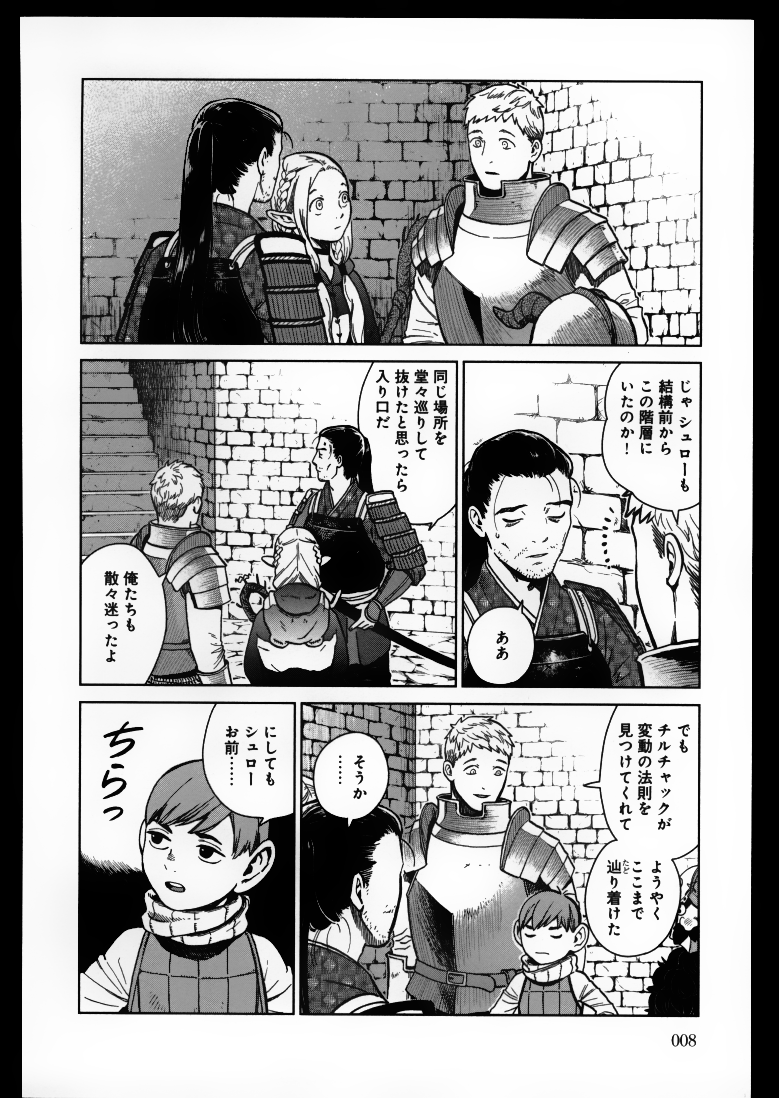 じゃシューローも
結構前から
この階層に
いたのか!
ああ
同じ場所を
堂々巡りして
抜けたと思ったら
入り口だ
俺たちも
散々迷ったよ
でも
チルチャックが
変動の法則を
見つけてくれて
ようやく
ここまで
辿り着けた
たど
そうか
……
にしても
シュロー
お前……
ちらっ
008